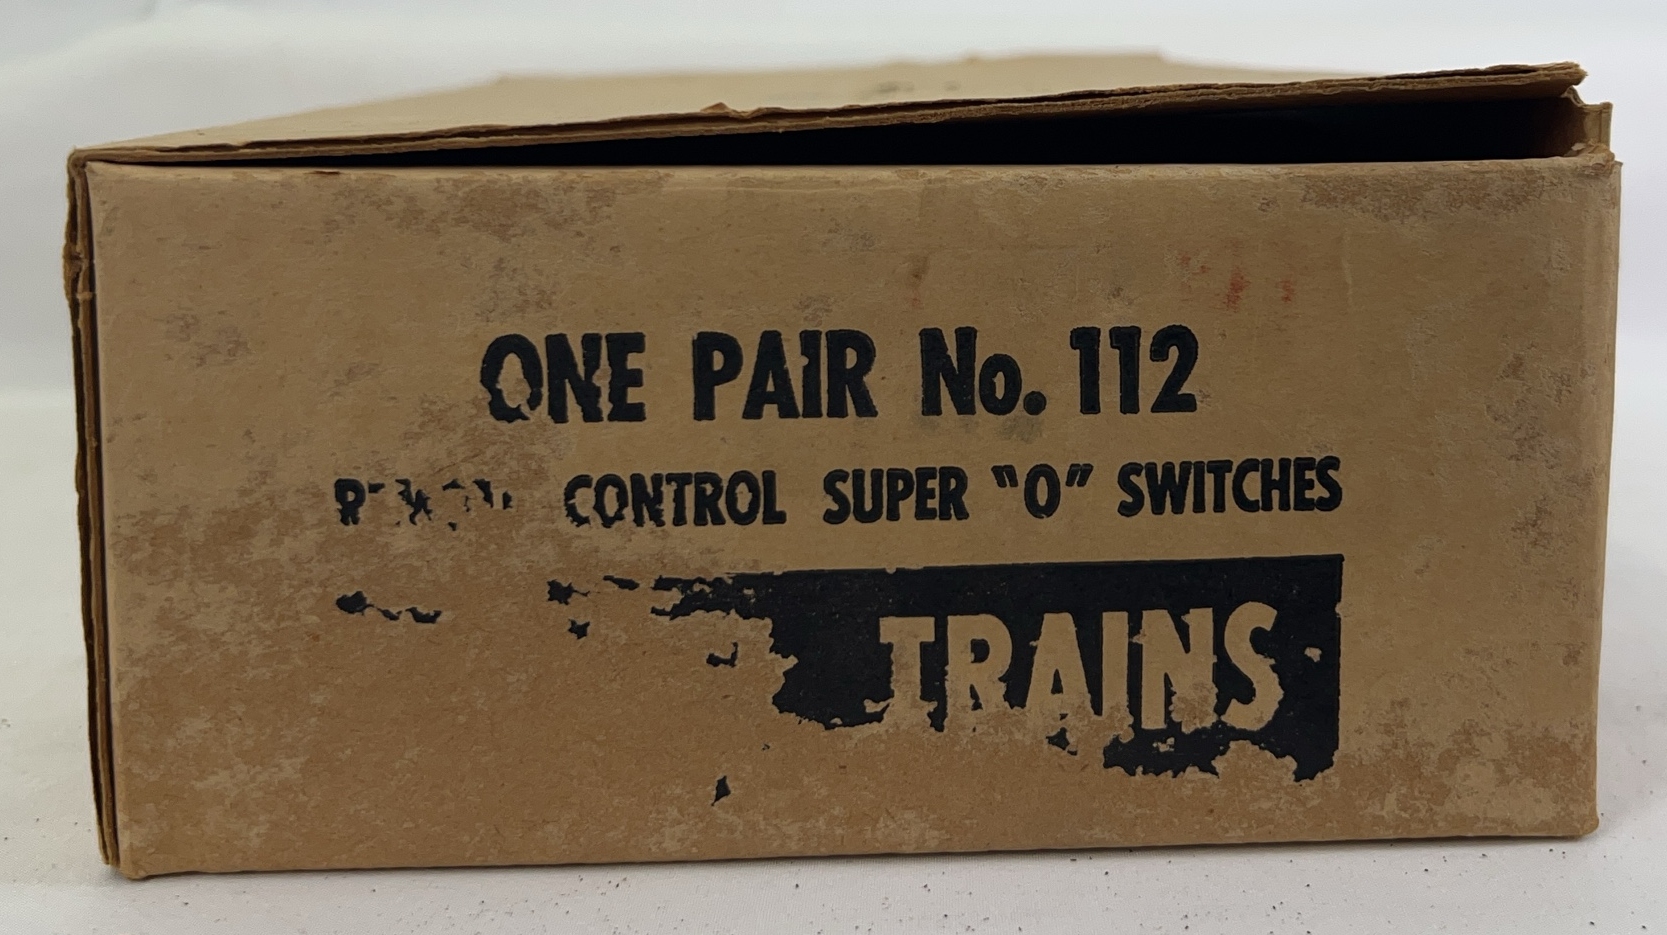 ONE PAIR No. 112
CONTROL SUPER "O" SWITCHES
TRAINS